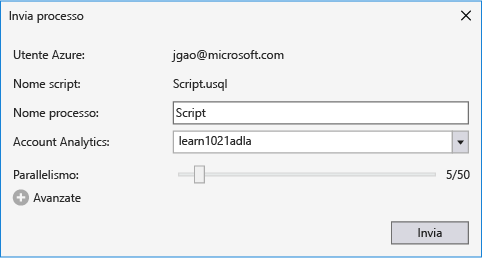 Invia processo
Utente Azure: jgao@microsoft.com
Nome script: Script.usql
Nome processo: Script
Account Analytics: learn1021adla
Parallelismo: 5/50
Avanzate
Invia